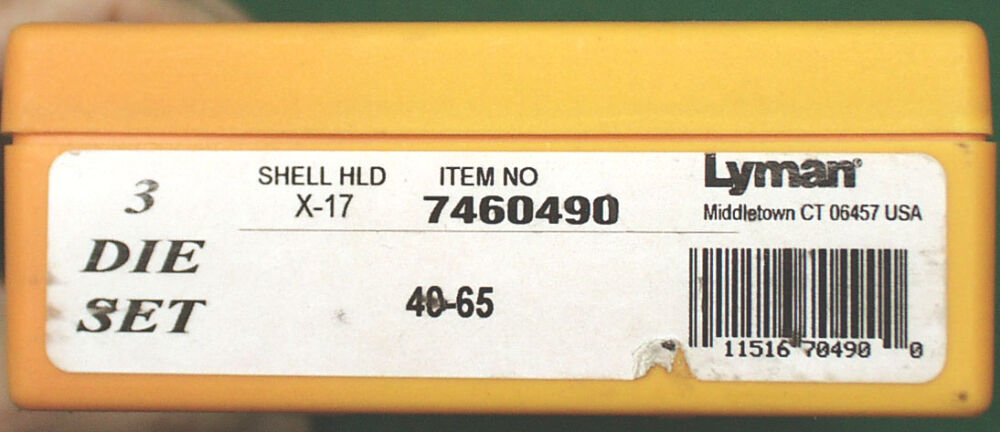 3
DIE
SET
SHELL HLD
X-17
ITEM NO
7460490
40-65
Lyman®
Middletown CT 06457 USA
11516 70490 0